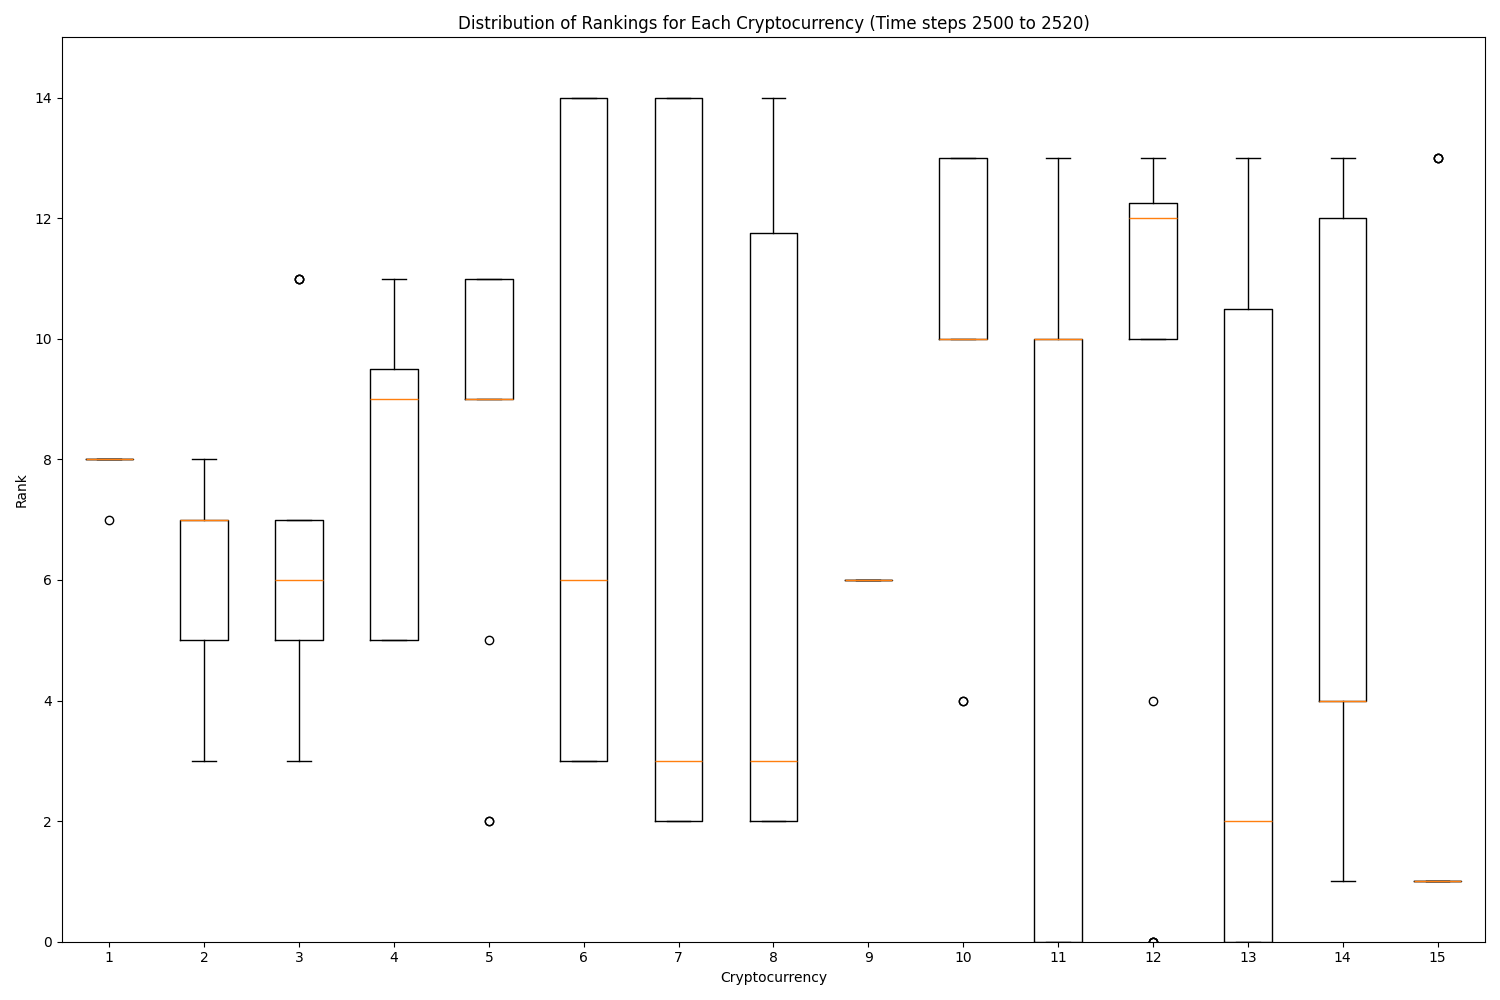 Distribution of Rankings for Each Cryptocurrency (Time steps 2500 to 2520)
14
12
10
8
6
4
2
0
Rank
1 2 3 4 5 6 7 8 9 10 11 12 13 14 15
Cryptocurrency